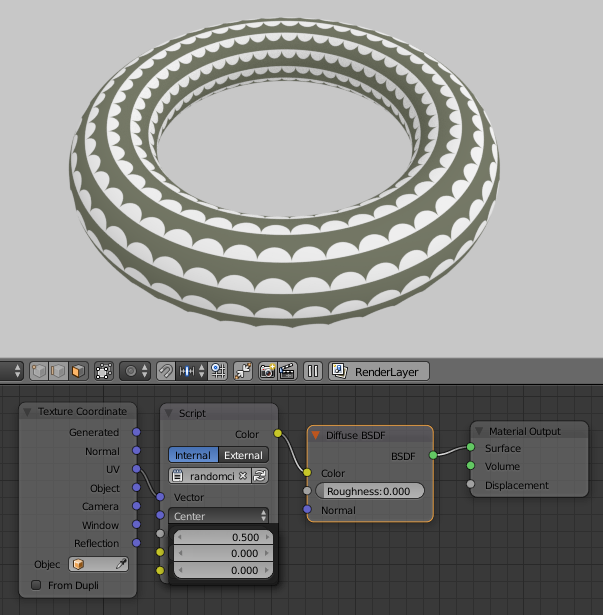 RenderLayer
Texture Coordinate
Generated
Normal
UV
Object
Camera
Window
Reflection
Objec
From Dupli
Script
Color
Internal External
randomci
Vector
Center
0.500
0.000
0.000
Diffuse BSDF
BSDF
Color
Roughness:0.000
Normal
Material Output
Surface
Volume
Displacement